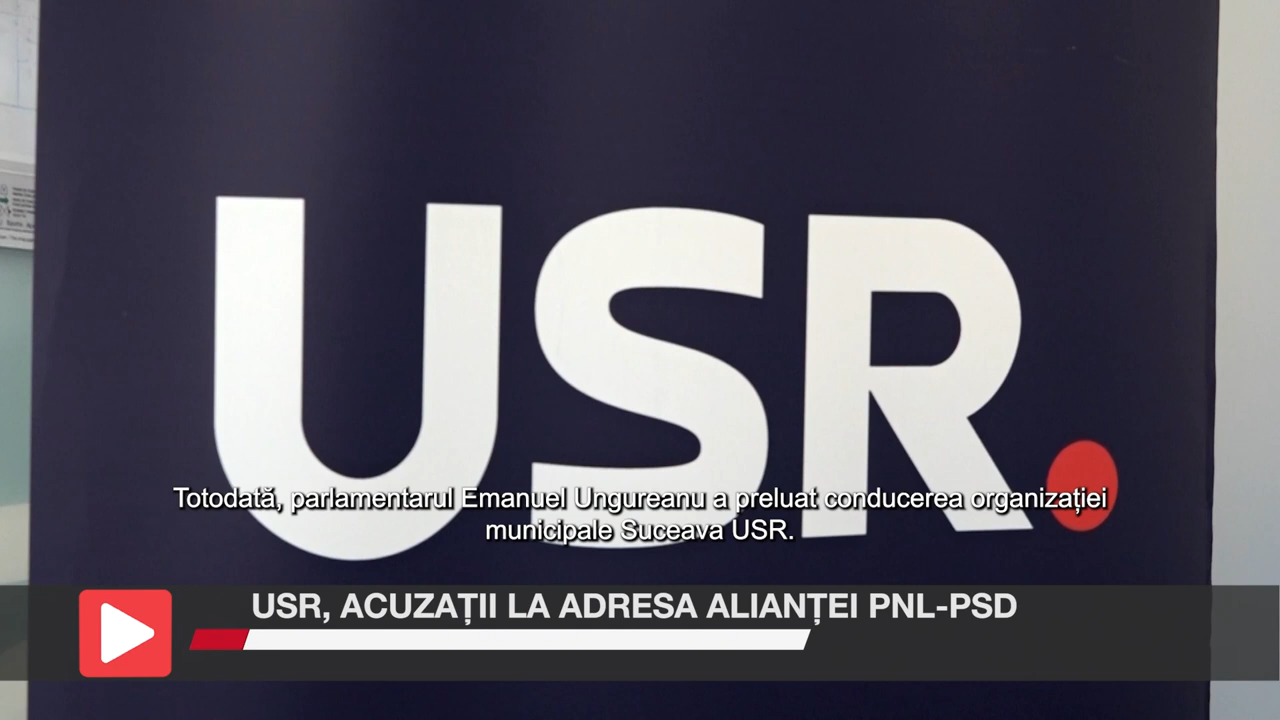 USR.
Totodată, parlamentarul Emanuel Ungureanu a preluat conducerea organizației
municipale Suceava USR.
USR, ACUZAȚII LA ADRESA ALIANȚEI PNL-PSD